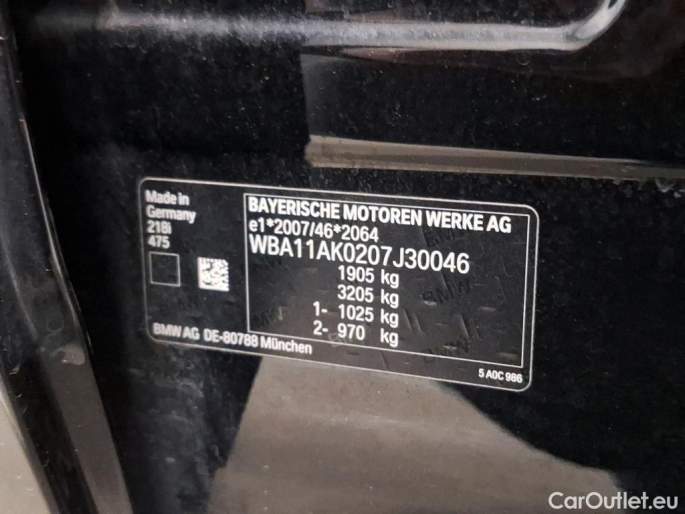 Made in
Germany
218i
475
BAYERISCHE MOTOREN WERKE AG
e1*2007/46*2064
WBA11AK0207J30046
1905 kg
3205 kg
1- 1025 kg
2- 970 kg
BMW AG DE-80788 München
5 A0C 986
CarOutlet.eu